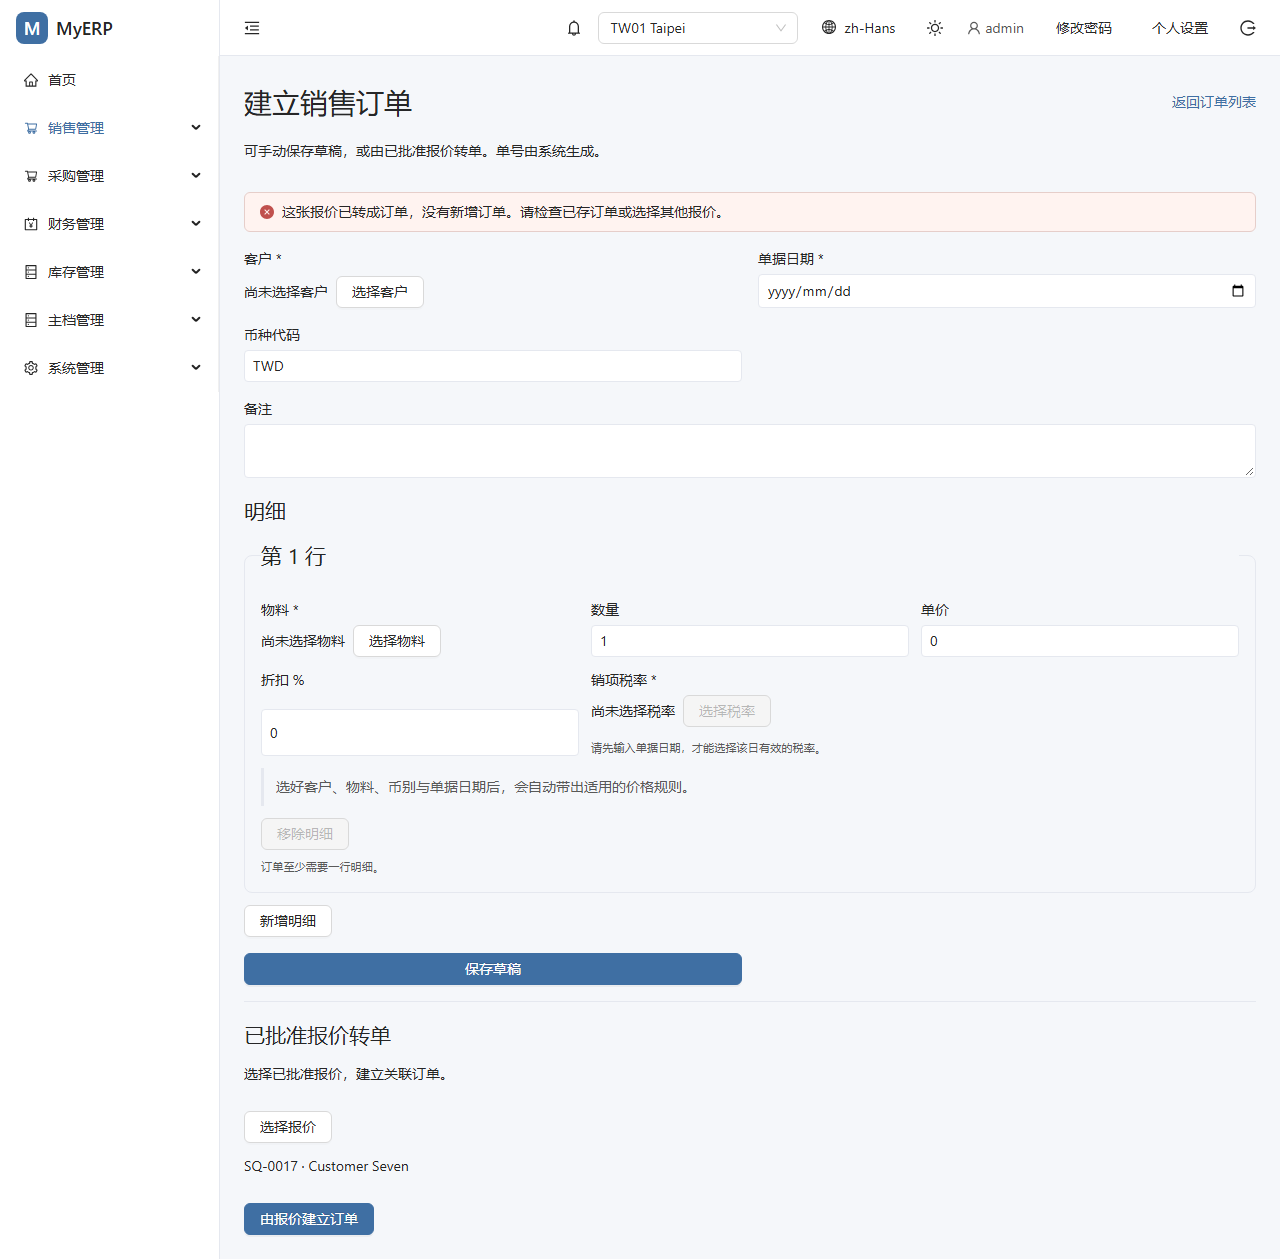 M MyERP
TW01 Taipei
zh-Hans
admin
修改密码
个人设置
首页
销售管理
采购管理
财务管理
库存管理
主档管理
系统管理
建立销售订单
返回订单列表
可手动保存草稿，或由已批准报价转单。单号由系统生成。
这张报价已转成订单，没有新增订单。请检查已存订单或选择其他报价。
客户 *
单据日期 *
尚未选择客户 选择客户
yyyy/mm/dd
币种代码
TWD
备注
明细
第 1 行
物料 *
数量
单价
尚未选择物料 选择物料
1
0
折扣 %
销项税率 *
0
尚未选择税率 选择税率
请先输入单据日期，才能选择该日有效的税率。
选好客户、物料、币别与单据日期后，会自动带出适用的价格规则。
移除明细
订单至少需要一行明细。
新增明细
保存草稿
已批准报价转单
选择已批准报价，建立关联订单。
选择报价
SQ-0017 · Customer Seven
由报价建立订单